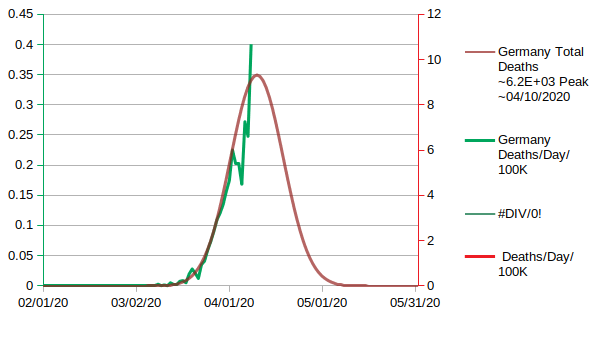 0.45
0.4
0.35
0.3
0.25
0.2
0.15
0.1
0.05
0
12
10
8
6
4
2
0
02/01/20 03/02/20 04/01/20 05/01/20 05/31/20
Germany Total
Deaths
~6.2E+03 Peak
~04/10/2020
Germany
Deaths/Day/
100K
#DIV/0!
Deaths/Day/
100K